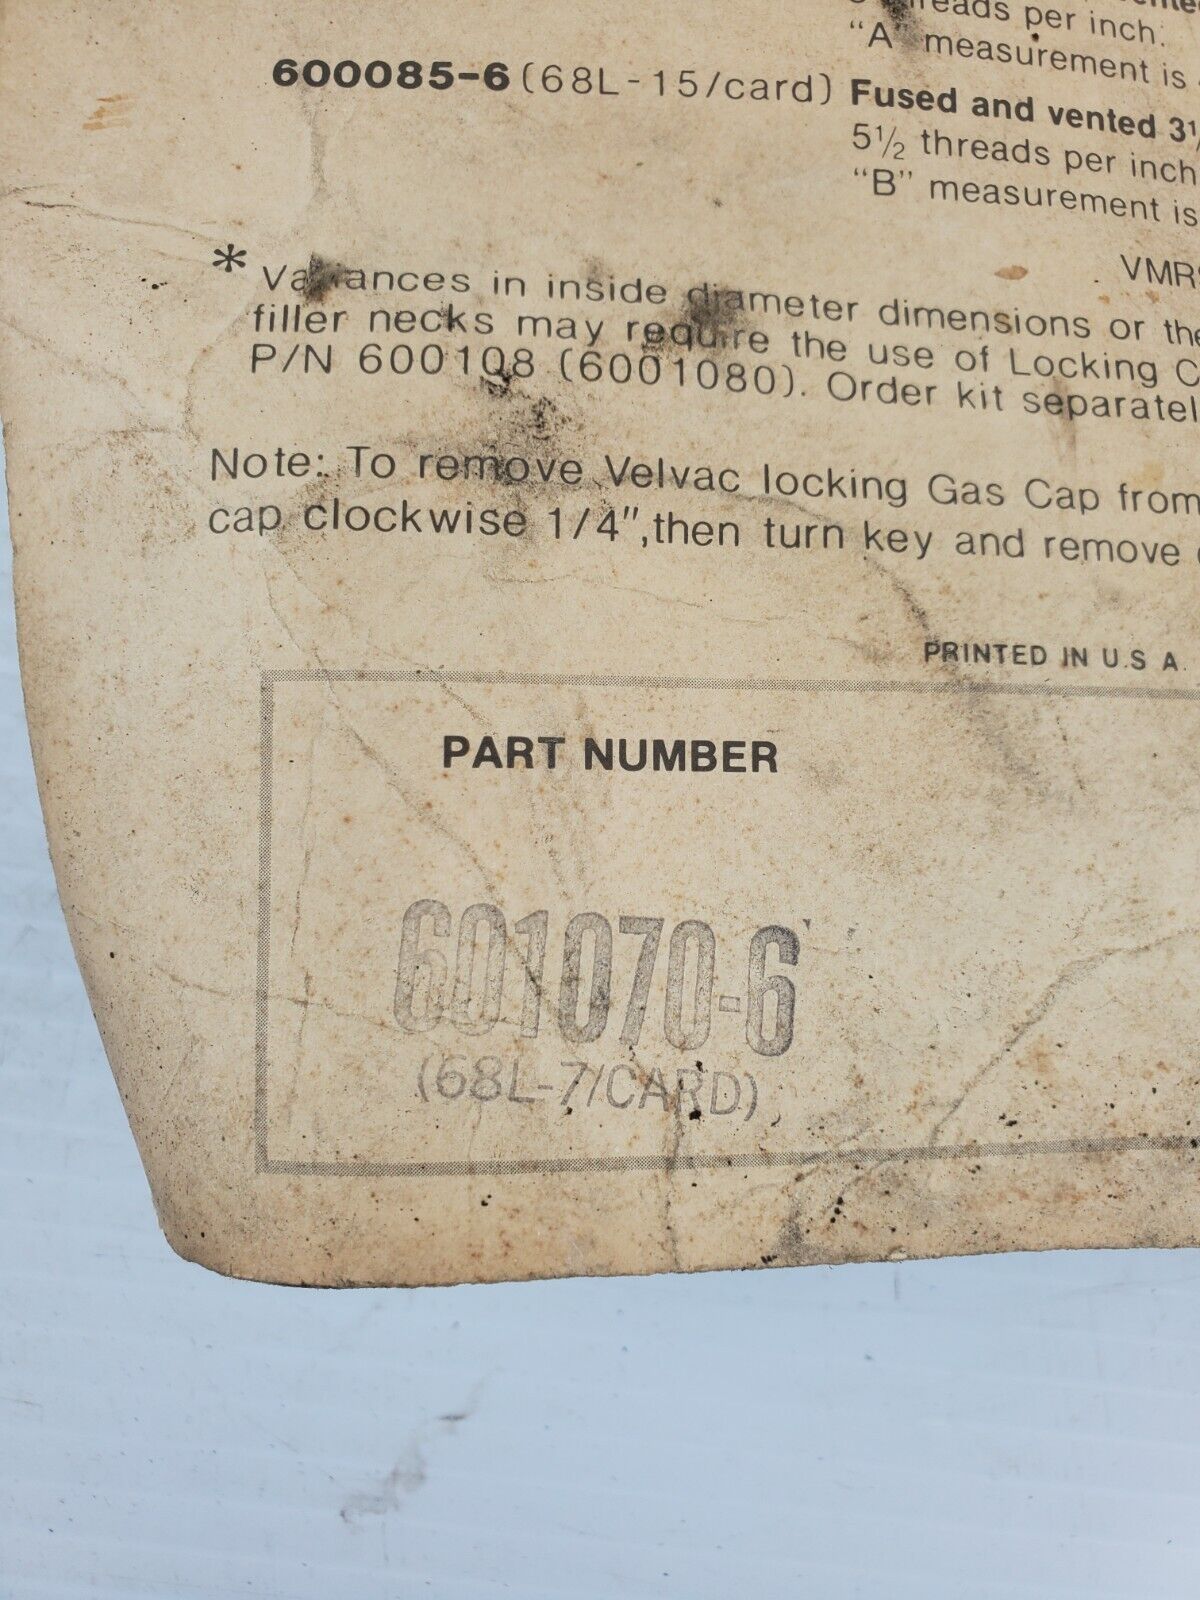 threads per inch.
"A" measurement is
600085-6 (68L-15/card) Fused and vented 3
5½ threads per inch
"B" measurement is
VMR
* Variances in inside diameter dimensions or the
filler necks may require the use of Locking
P/N 600108 (6001080). Order kit separatel
Note: To remove Velvac locking Gas Cap from
cap clockwise 1/4", then turn key and remove
PRINTED IN U.S A.
PART NUMBER
601070-6
(68L-7/CARD)